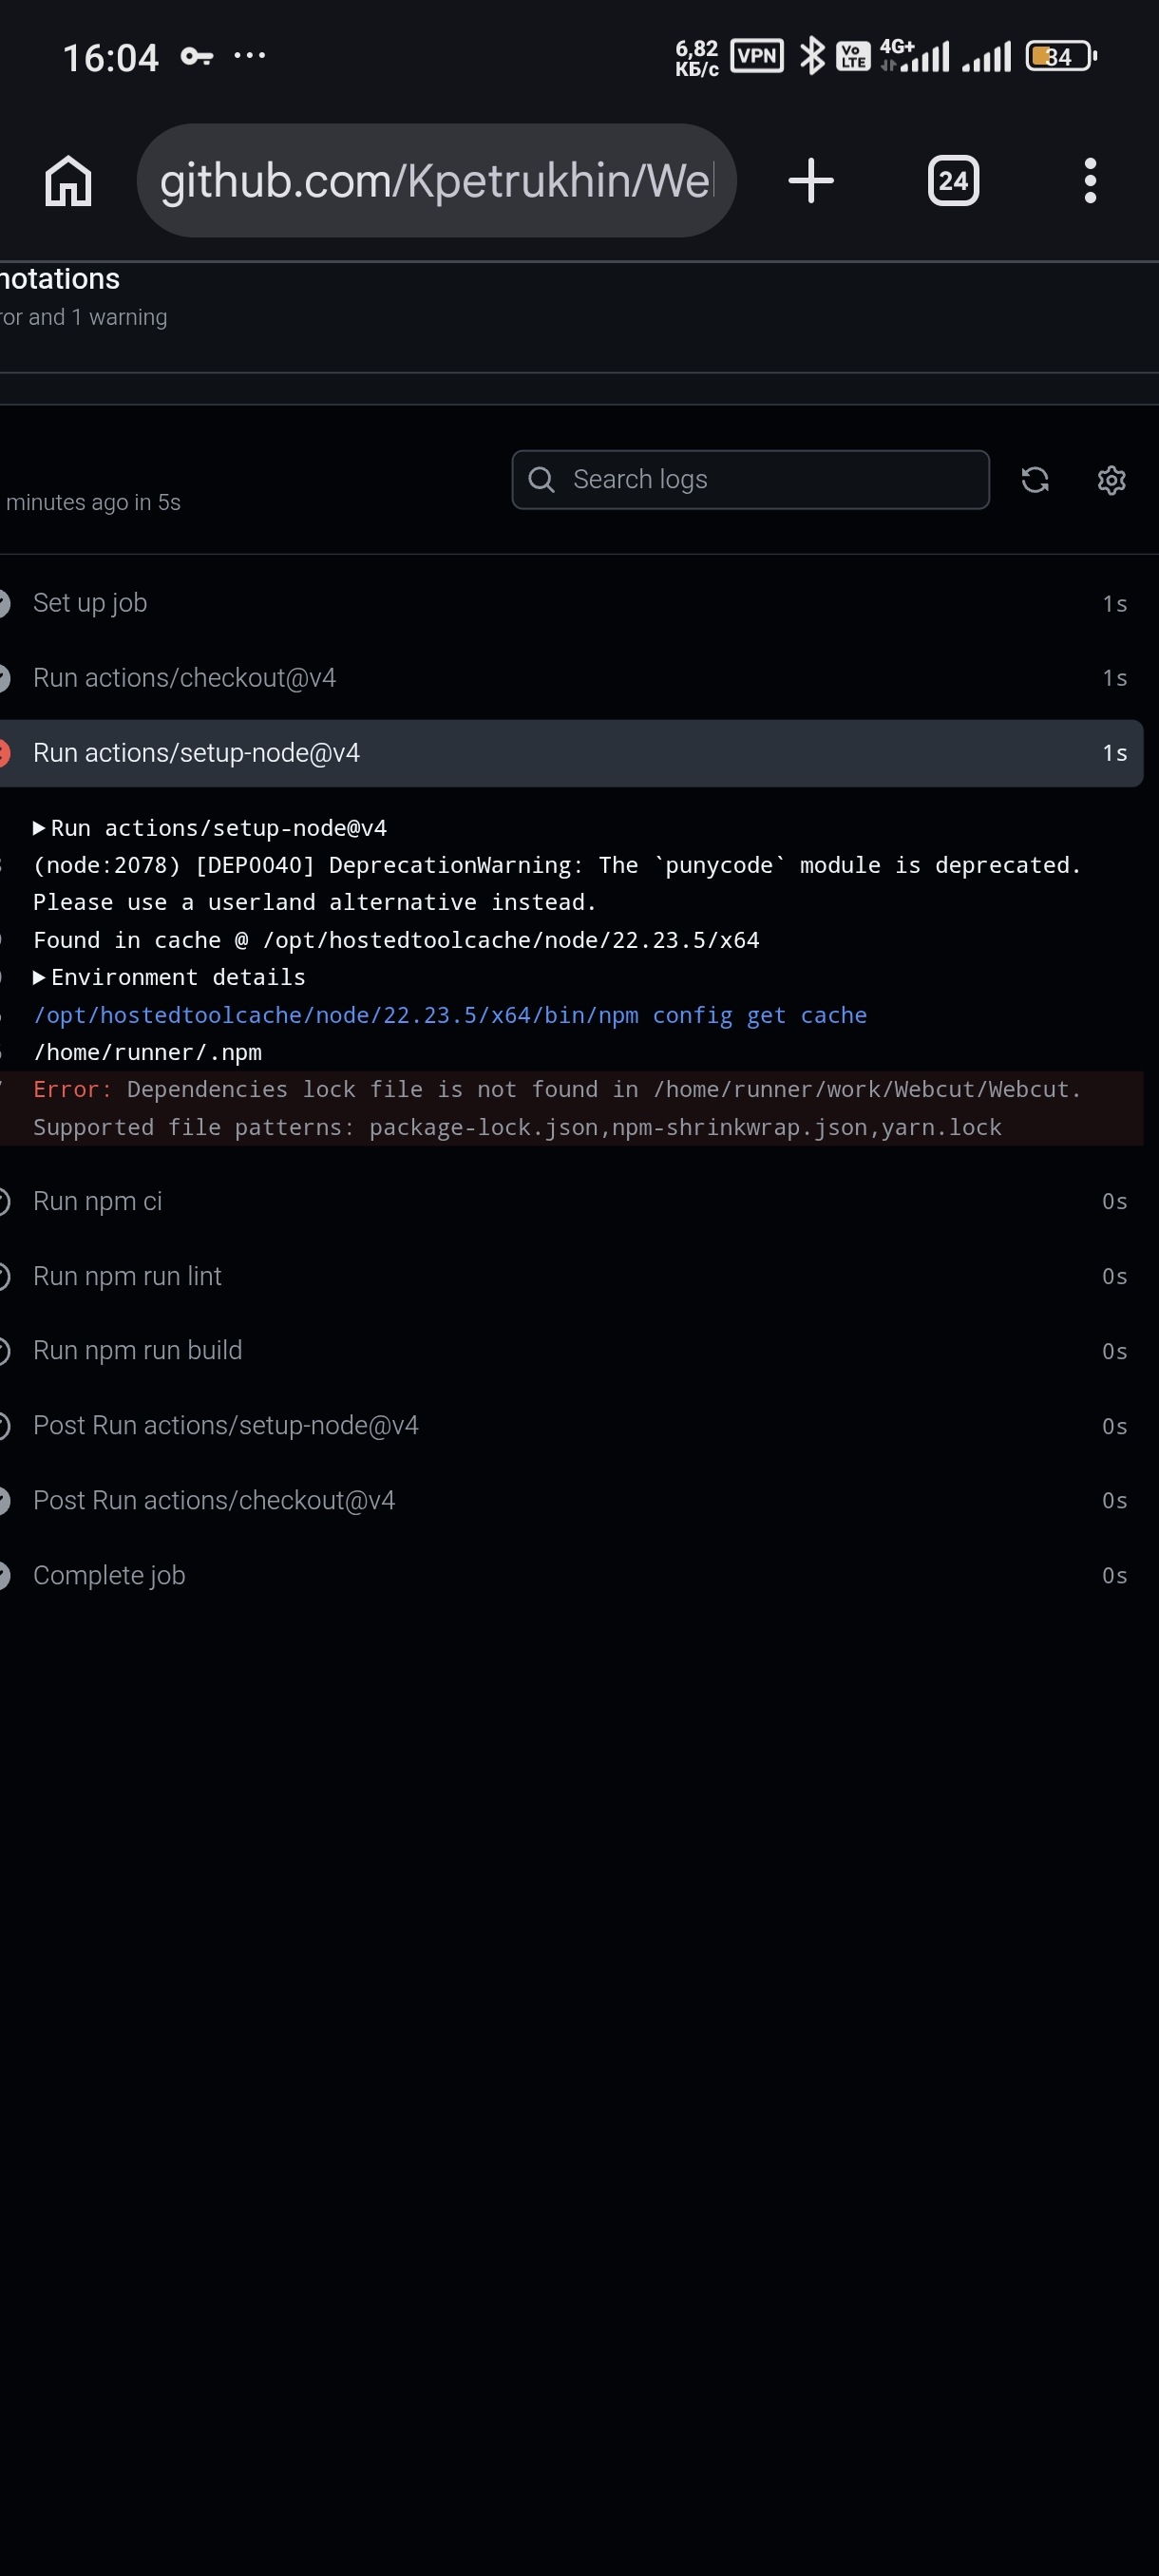 16:04
6,82
КБ/с
VPN
Vo
LTE
4G+
34
github.com/Kpetrukhin/We
24
notations
ror and 1 warning
Search logs
minutes ago in 5s
Set up job 1s
Run actions/checkout@v4 1s
Run actions/setup-node@v4 1s
Run actions/setup-node@v4
(node:2078) [DEP0040] DeprecationWarning: The `punycode` module is deprecated.
Please use a userland alternative instead.
Found in cache @ /opt/hostedtoolcache/node/22.23.5/x64
Environment details
/opt/hostedtoolcache/node/22.23.5/x64/bin/npm config get cache
/home/runner/.npm
Error: Dependencies lock file is not found in /home/runner/work/Webcut/Webcut.
Supported file patterns: package-lock.json,npm-shrinkwrap.json,yarn.lock
Run npm ci 0s
Run npm run lint 0s
Run npm run build 0s
Post Run actions/setup-node@v4 0s
Post Run actions/checkout@v4 0s
Complete job 0s